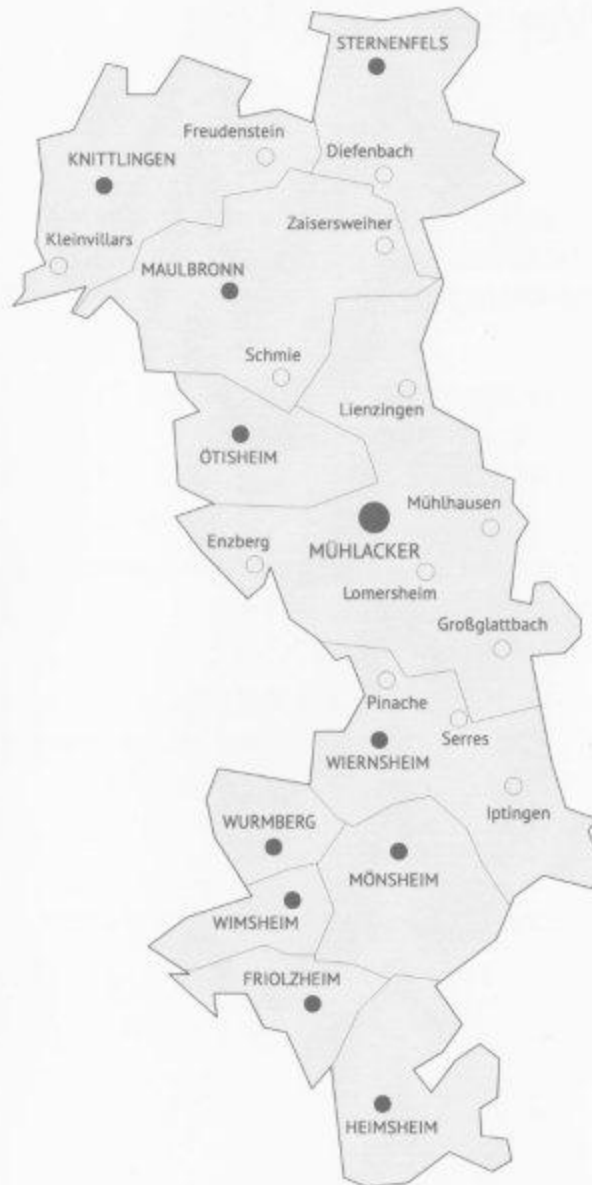 STERNENFELS
Freudenstein
Diefenbach
KNITTLINGEN
Zaisersweiher
Kleinvillars
MAULBRONN
Schmie
Lienzingen
ÖTISHEIM
Mühlhausen
Enzberg
MÜHLACKER
Lomersheim
Großglattbach
Pinache
Serres
WIERNSHEIM
Iptingen
WURMBERG
MÖNSHEIM
WIMSHEIM
FRIOLZHEIM
HEIMSHEIM